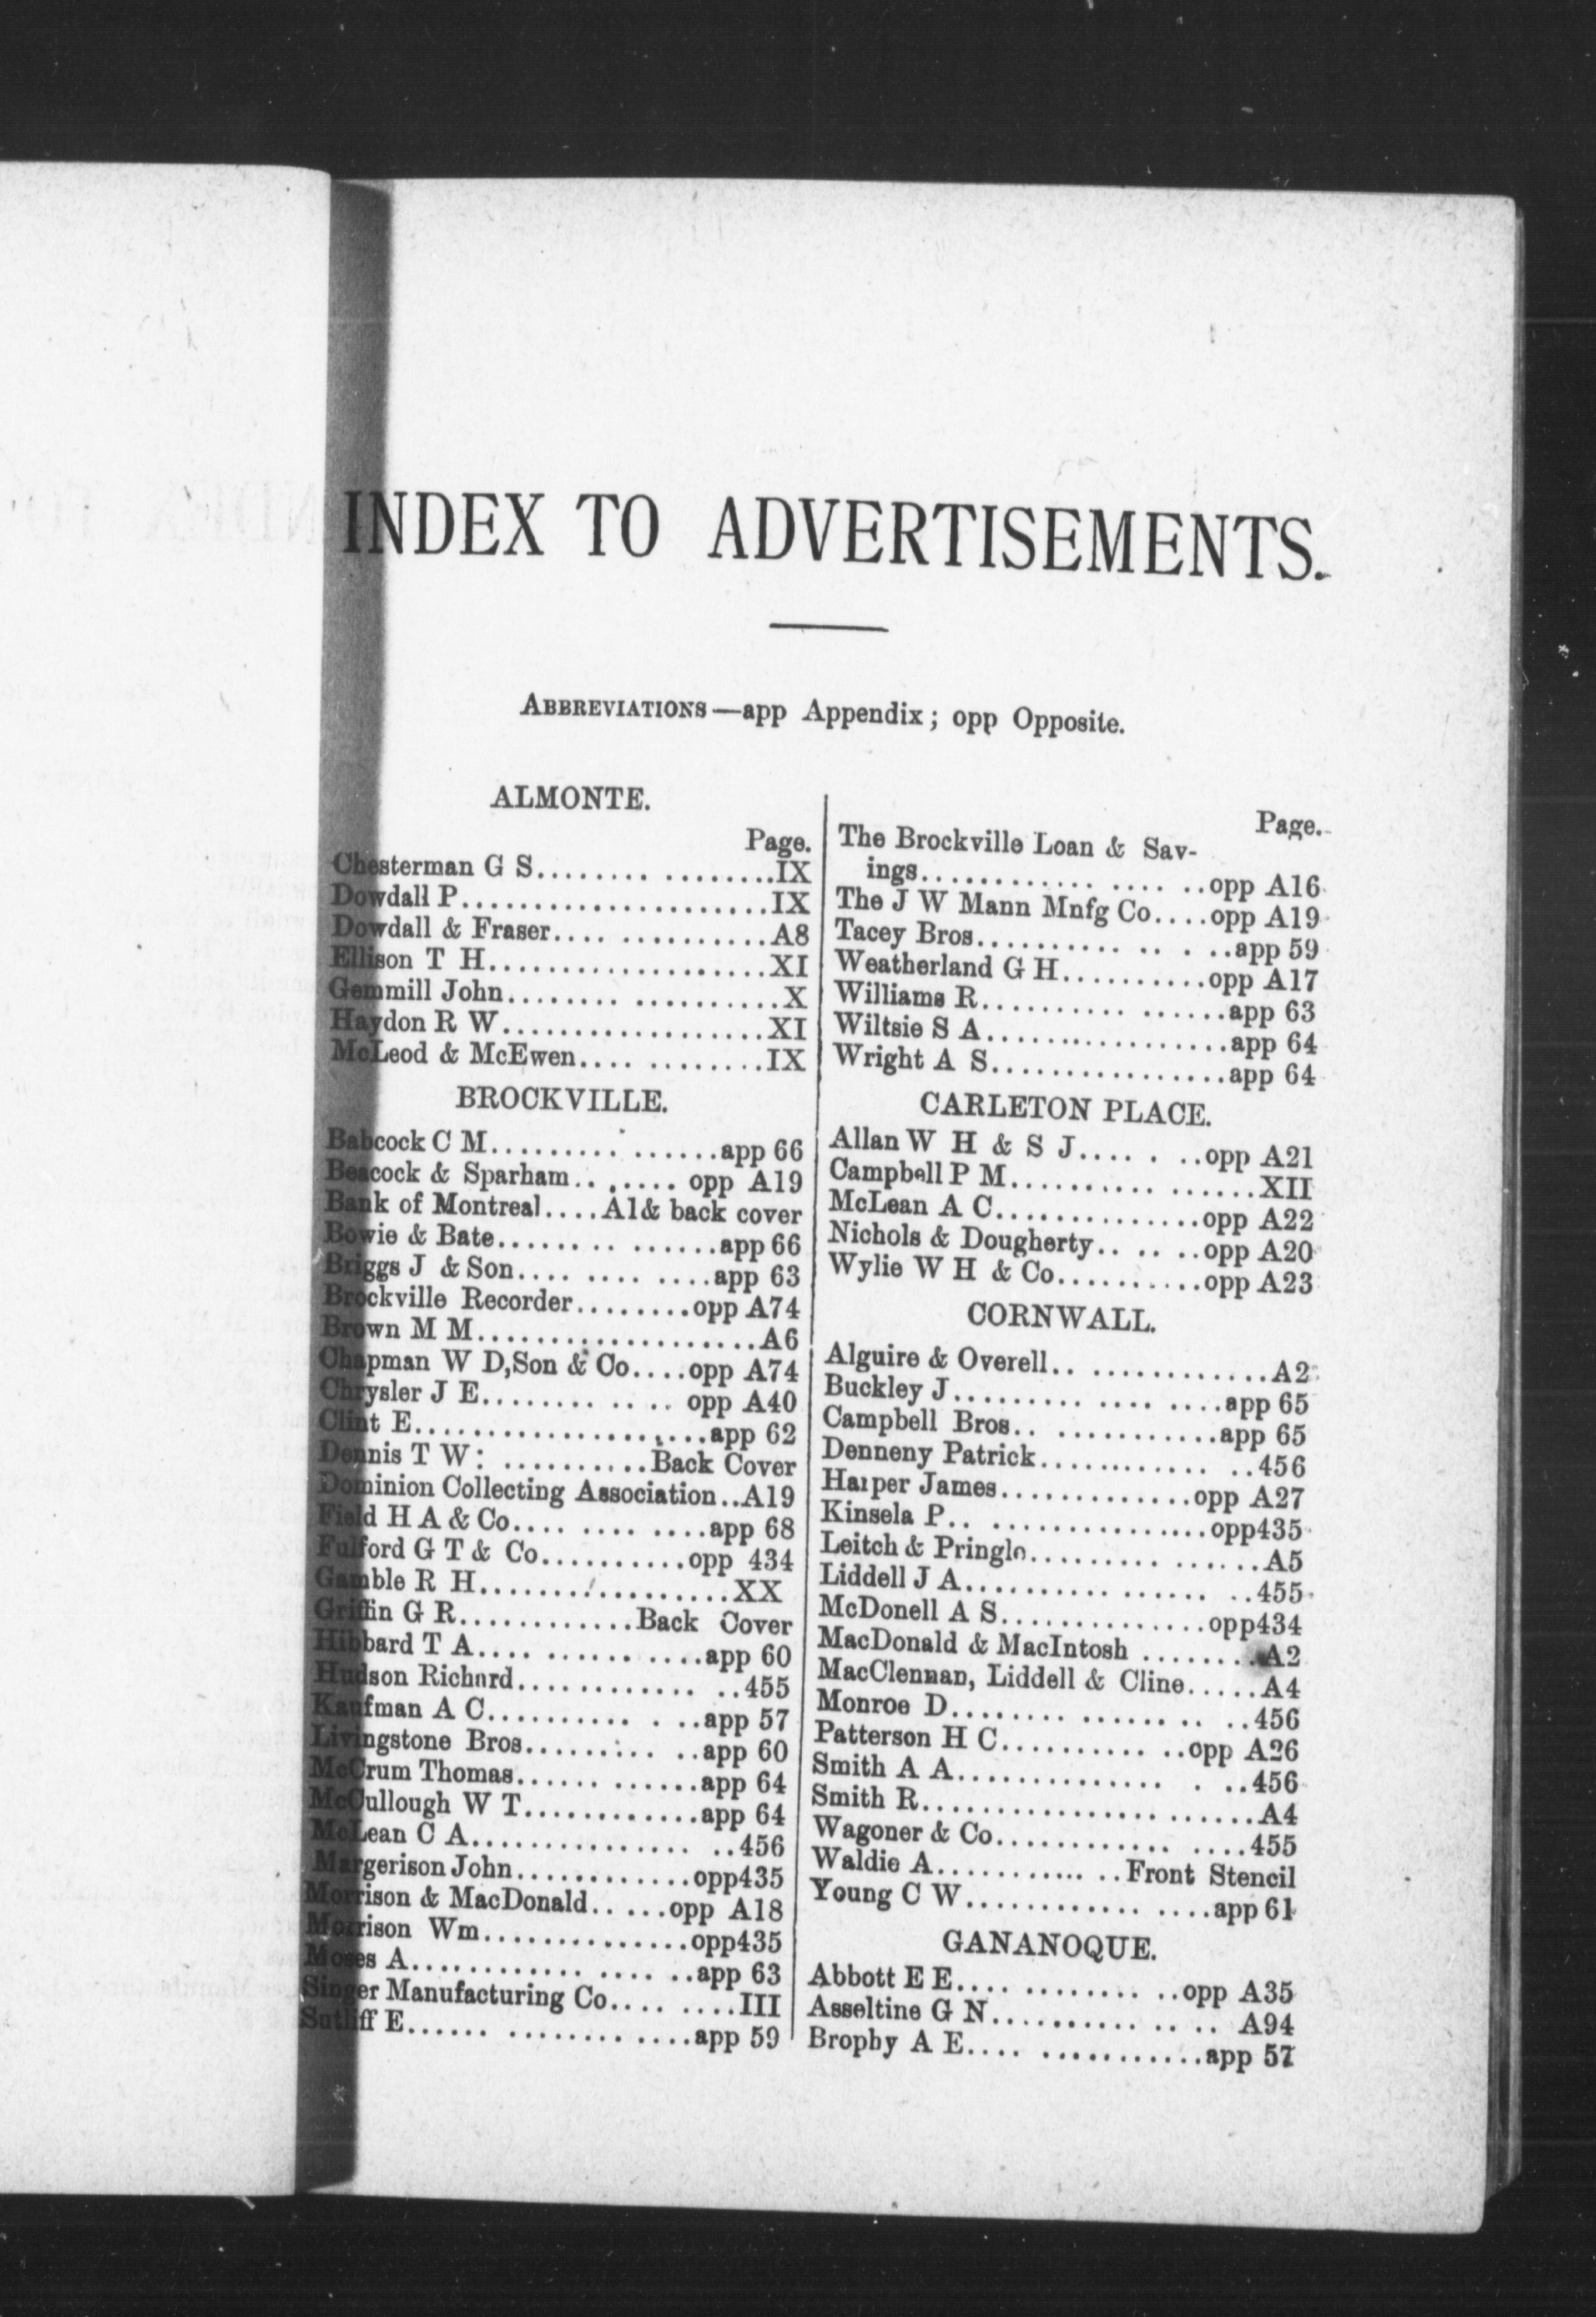 INDEX TO ADVERTISEMENTS.
ABBREVIATIONS—app Appendix; opp Opposite.
ALMONTE.
Page.
Chesterman G S........ ........IX
Dowdall P......................IX
Dowdall & Fraser.... ..........A8
Ellison T H....................XI
Gemmill John........ ..........X
Haydon R W..................XI
McLeod & McEwen.... ........IX
BROCKVILLE.
Babcock C M......... ......app 66
Beacock & Sparham.. ..... opp A19
Bank of Montreal....A1& back cover
Bowie & Bate........ ......app 66
Briggs J & Son.... .... ....app 63
Brockville Recorder........opp A74
Brown M M...................A6
Chapman W D,Son & Co....opp A74
Chrysler J E........ .. .. opp A40
Clint E....................app 62
Dennis T W: ..........Back Cover
Dominion Collecting Association..A19
Field H A & Co.... .... ....app 68
Fulford G T & Co..........opp 434
Gamble R H..................XX
Griffin G R............Back Cover
Hibbard T A.... ...... ....app 60
Hudson Richard............ ..455
Kaufman A C.......... . ..app 57
Livingstone Bros......... ..app 60
McCrum Thomas...... ......app 64
McCullough W T............app 64
McLean C A............... ..456
Margerison John............opp435
Morrison & MacDonald.. ...opp A18
Morrison Wm..............opp435
Moses A............ .... ..app 63
Singer Manufacturing Co.... ....III
Sutliff E...... ........ ....app 59
Page.
The Brockville Loan & Sav-
ings............ .... ..opp A16
The J W Mann Mnfg Co....opp A19
Tacey Bros.......... .. . ..app 59
Weatherland G H..........opp A17
Williams R.......... ......app 63
Wiltsie S A.................app 64
Wright A S................app 64
CARLETON PLACE.
Allan W H & S J.... . ..opp A21
Campbell P M.......... ......XII
McLean A C..............opp A22
Nichols & Dougherty.. .. ..opp A20
Wylie W H & Co..........opp A23
CORNWALL.
Alguire & Overell.. ............A2
Buckley J......... .... ....app 65
Campbell Bros.. ...........app 65
Denneny Patrick............ ..456
Harper James.............opp A27
Kinsela P.. ...............opp435
Leitch & Pringle......... ......A5
Liddell J A.......... ...... ..455
McDonell A S..............opp434
MacDonald & MacIntosh ........A2
MacClennan, Liddell & Cline.....A4
Monroe D........ ....... .. ..456
Patterson H C.......... ..opp A26
Smith A A.............. . ..456
Smith R................ ......A4
Wagoner & Co............ ....455
Waldie A........... ..Front Stencil
Young C W............ ....app 61
GANANOQUE.
Abbott E E.... ........ ..opp A35
Asseltine G N.......... .. .. A94
Brophy A E.... ...........app 57